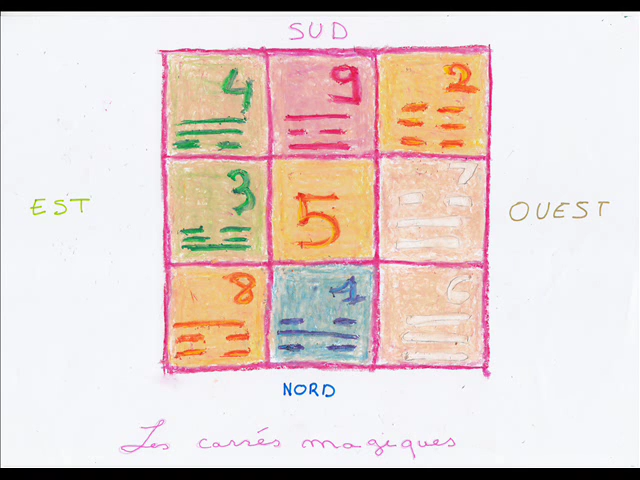 SUD
4 9 2
EST 3 5 7 OUEST
8 1 6
NORD
Les carrés magiques